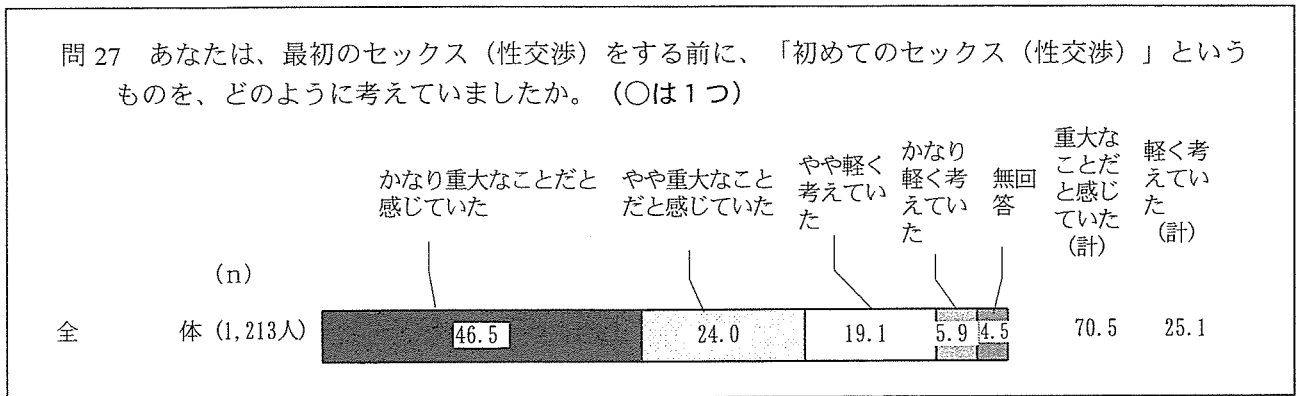 問27 あなたは、最初のセックス（性交渉）をする前に、「初めてのセックス（性交渉）」という
ものを、どのように考えていましたか。（○は１つ）
かなり重大なことだと
感じていた
やや重大なこと
だと感じていた
やや軽く
考えてい
た
かなり
軽く考
えてい
た
無回
答
重大な
ことだ
と感じ
ていた
（計）
軽く考
えてい
た
（計）
（n）
全 体（1,213人） 46.5 24.0 19.1 5.9 4.5 70.5 25.1